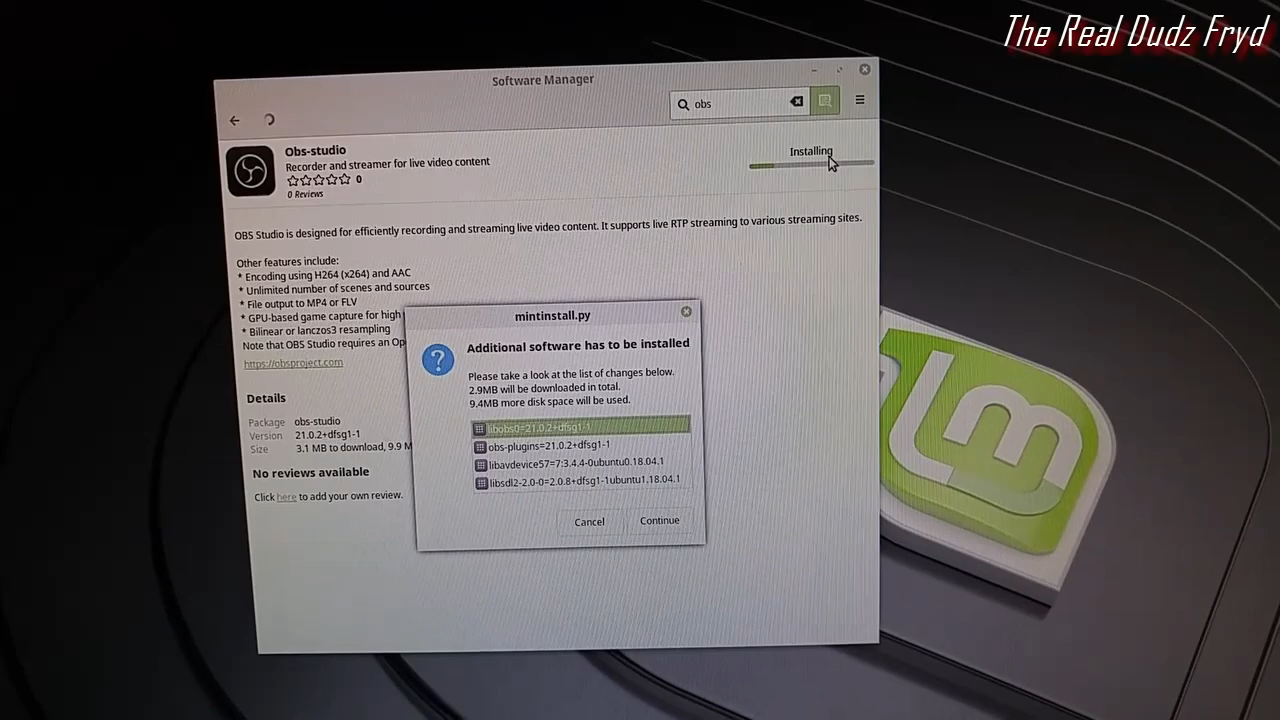 The Real Dudz Fryd
Software Manager
obs
Obs-studio
Recorder and streamer for live video content
0
0 Reviews
Installing
OBS Studio is designed for efficiently recording and streaming live video content. It supports live RTP streaming to various streaming sites.
Other features include:
* Encoding using H264 (x264) and AAC
* Unlimited number of scenes and sources
* File output to MP4 or FLV
* GPU-based game capture for high
* Bilinear or lanczos3 resampling
Note that OBS Studio requires an Op
https://obsproject.com
Details
Package obs-studio
Version 21.0.2+dfsg1-1
Size 3.1 MB to download, 9.9 M
No reviews available
Click here to add your own review.
mintinstall.py
Additional software has to be installed
Please take a look at the list of changes below.
2.9MB will be downloaded in total.
9.4MB more disk space will be used.
libobs0=21.0.2+dfsg1-1
obs-plugins=21.0.2+dfsg1-1
libavdevice57=7:3.4.4-0ubuntu0.18.04.1
libsdl2-2.0-0=2.0.8+dfsg1-1ubuntu1.18.04.1
Cancel
Continue